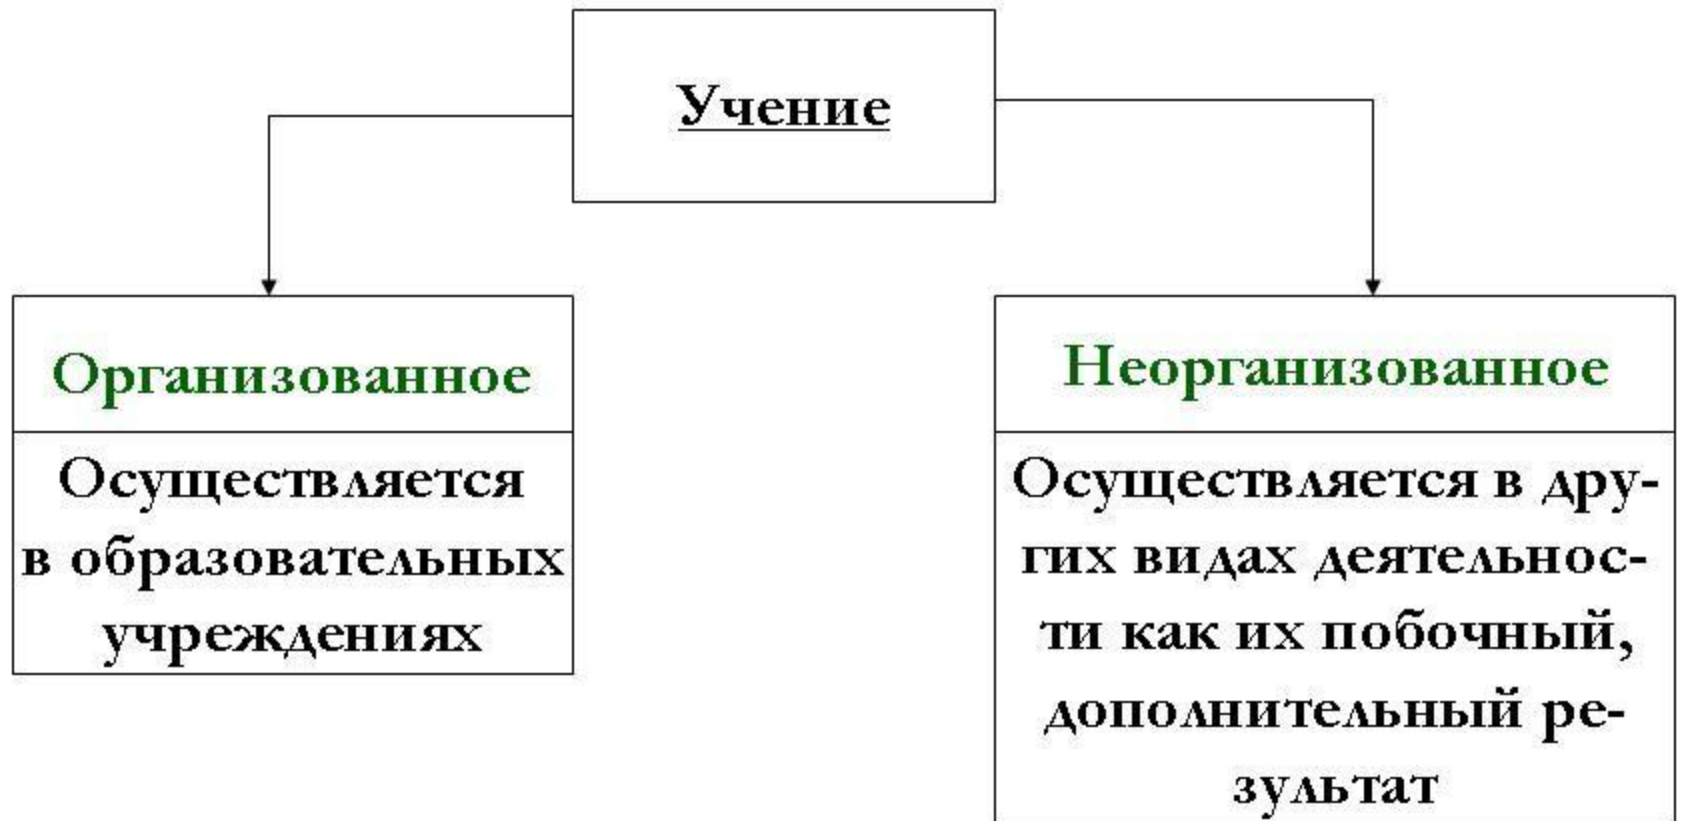 Учение
Организованное
Осуществляется
в образовательных
учреждениях
Неорганизованное
Осуществляется в дру-
гих видах деятельнос-
ти как их побочный,
дополнительный ре-
зультат